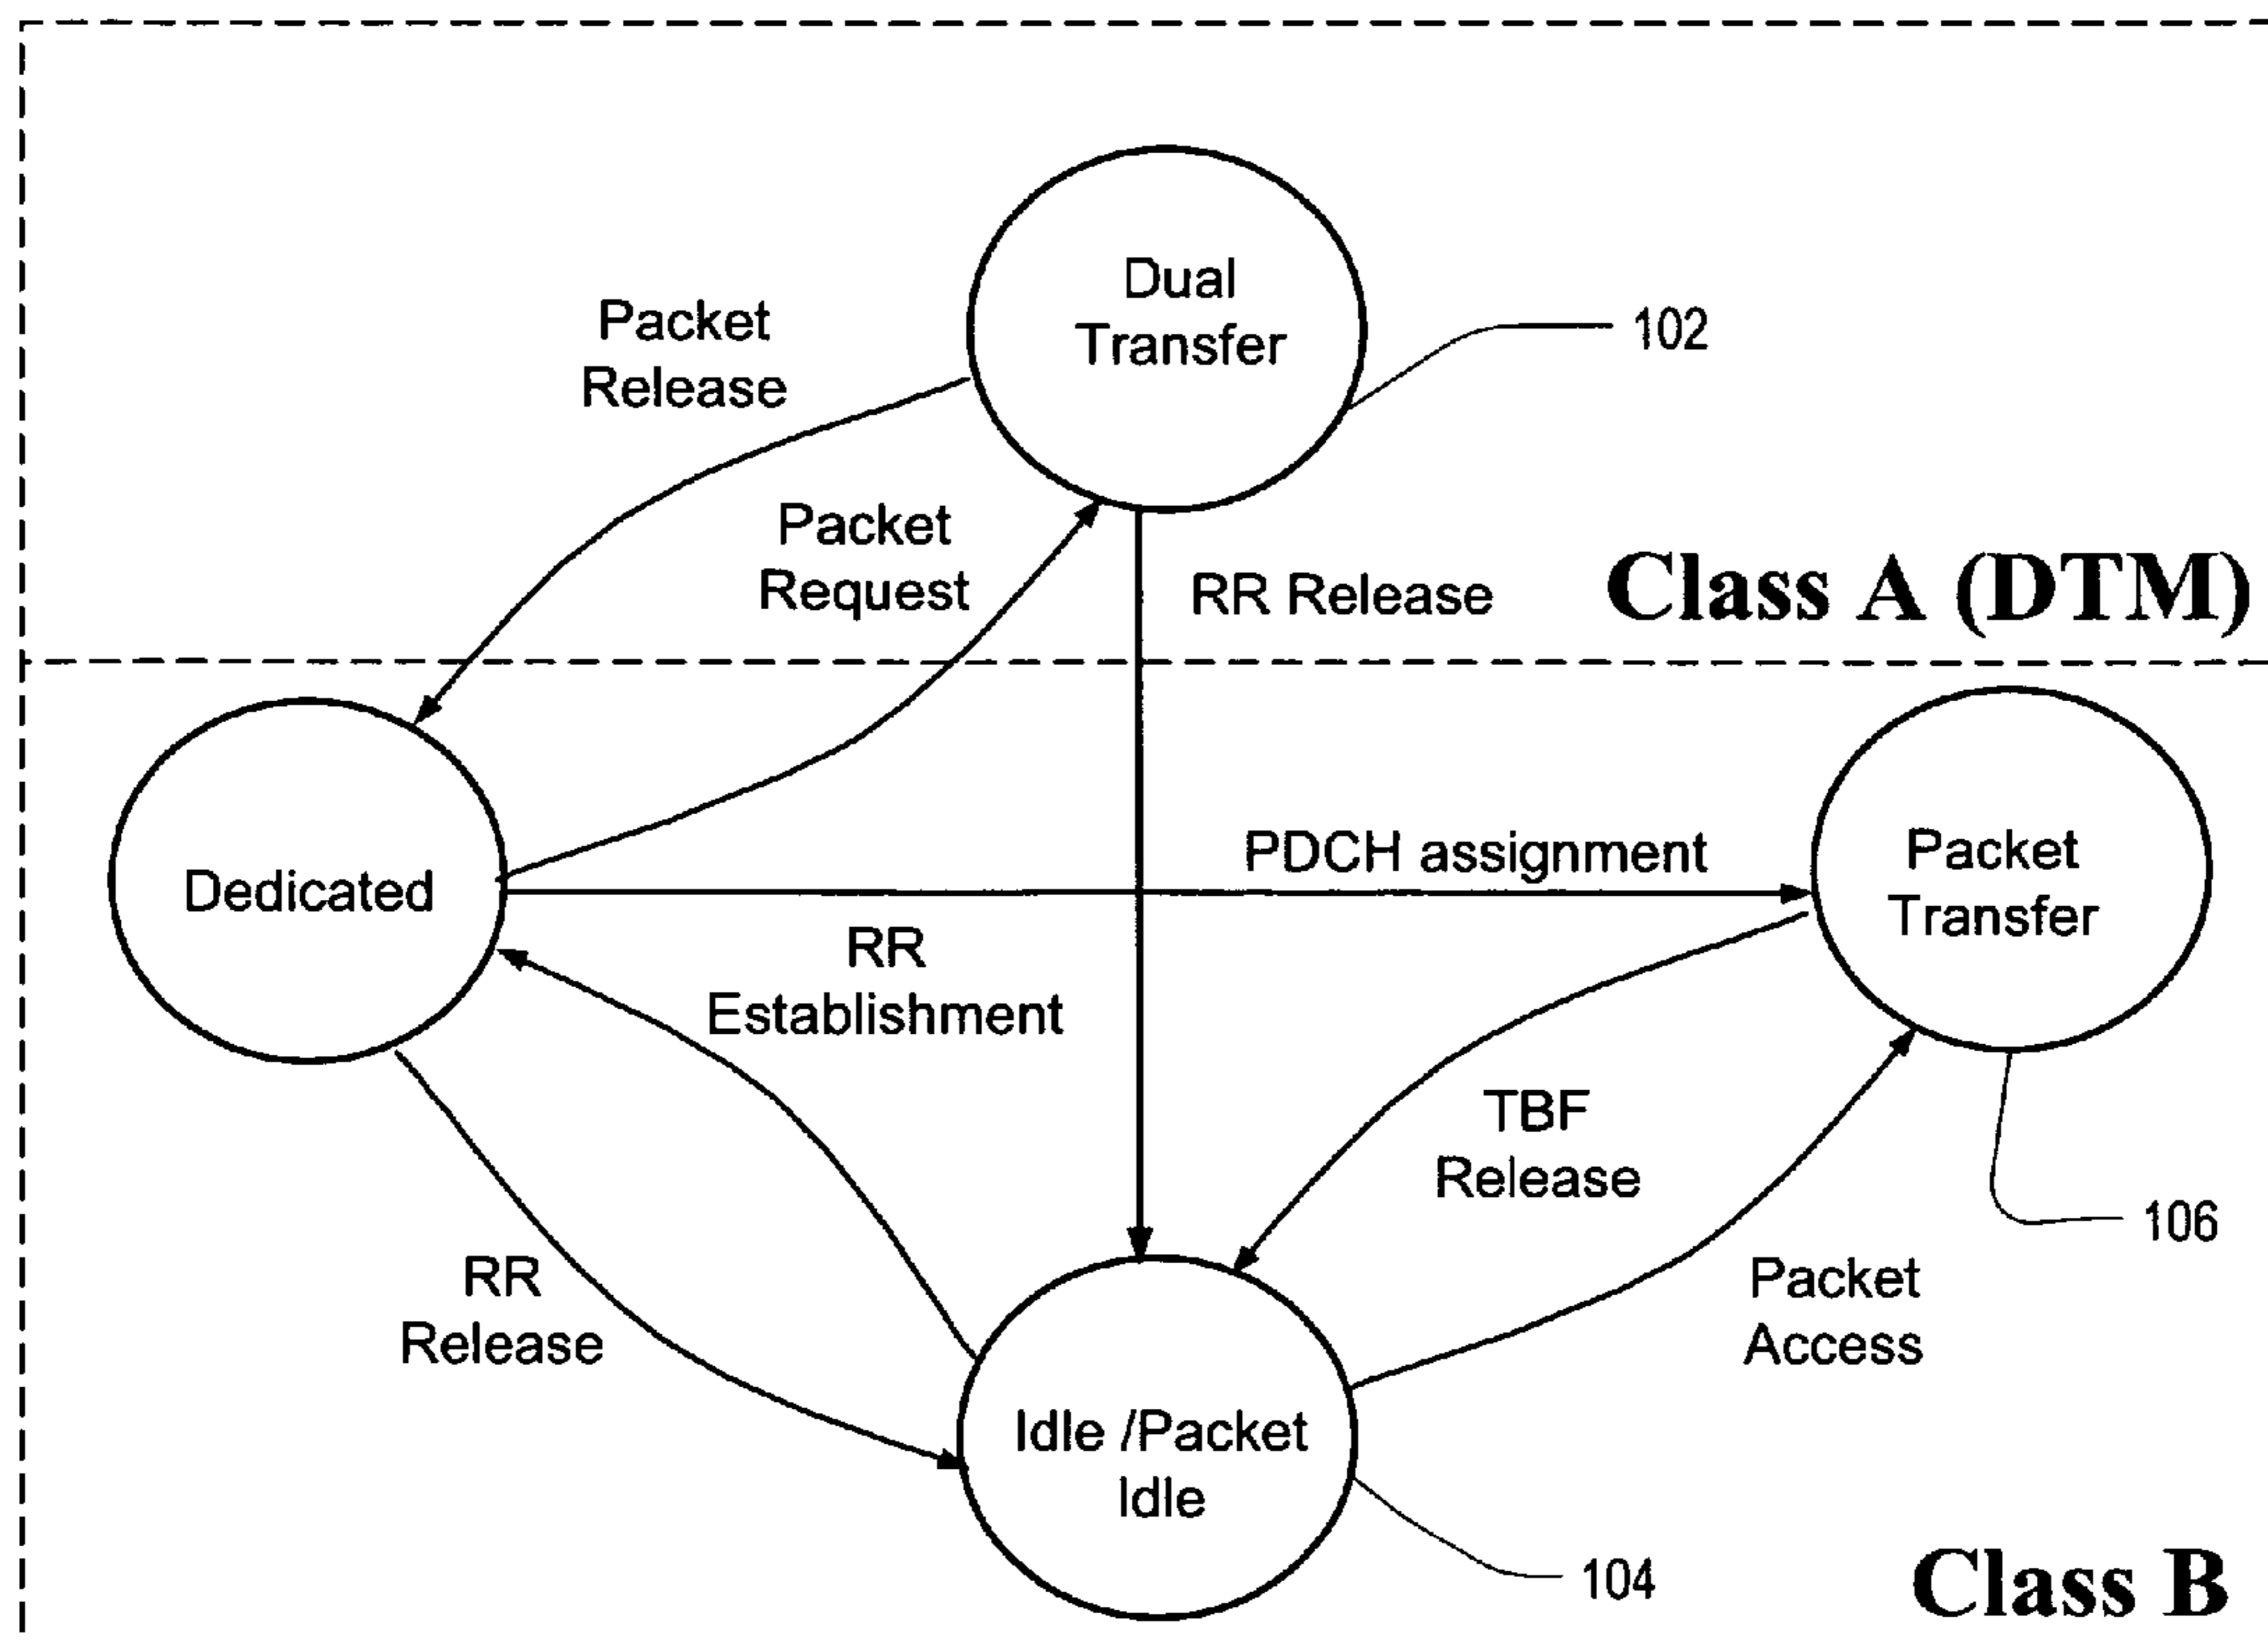 Dual
Transfer
102
Packet
Release
Packet
Request
RR Release
Class A (DTM)
Dedicated
PDCH assignment
Packet
Transfer
RR
Establishment
TBF
Release
106
RR
Release
Packet
Access
Idle /Packet
Idle
104
Class B